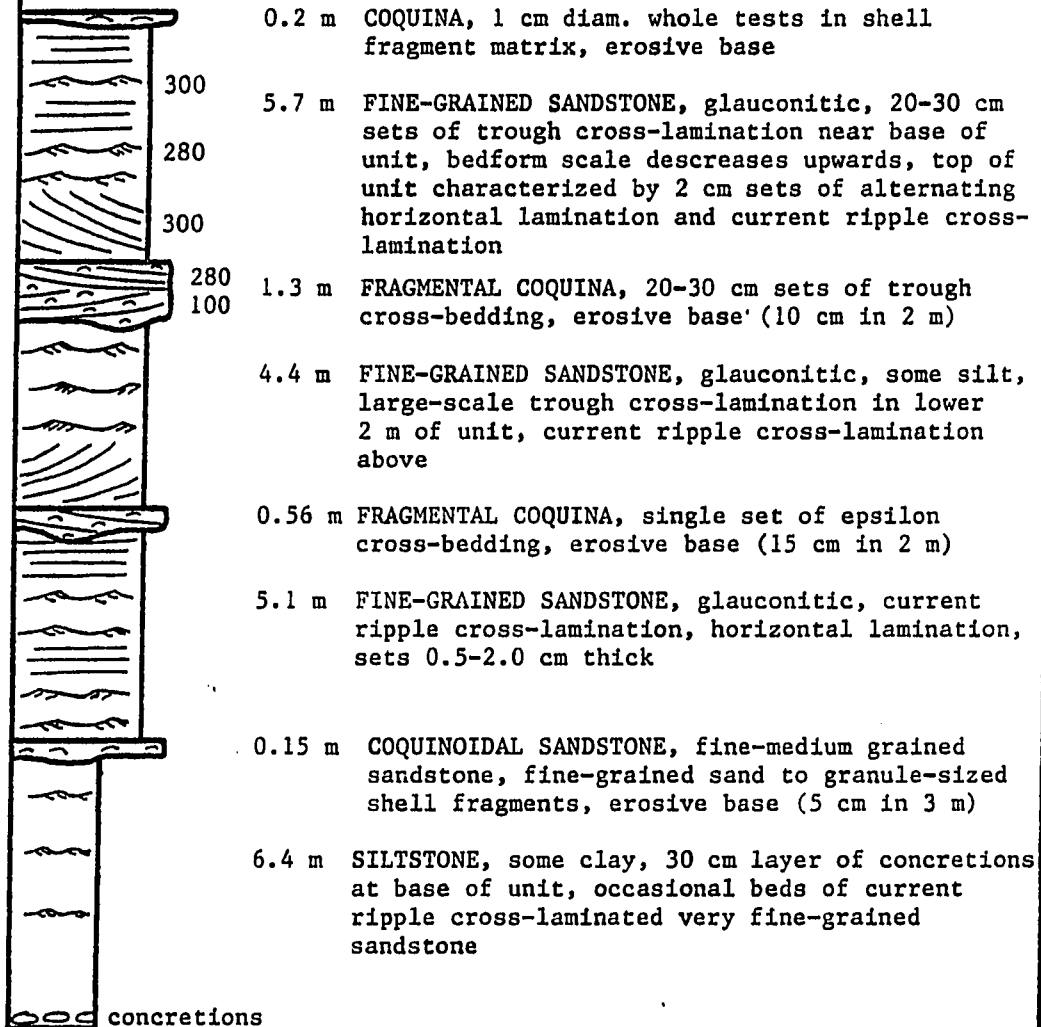 0.2 m COQUINA, 1 cm diam. whole tests in shell
fragment matrix, erosive base
300
5.7 m FINE-GRAINED SANDSTONE, glauconitic, 20-30 cm
sets of trough cross-lamination near base of
280
unit, bedform scale descreases upwards, top of
unit characterized by 2 cm sets of alternating
300
horizontal lamination and current ripple cross-
lamination
280
100
1.3 m FRAGMENTAL COQUINA, 20-30 cm sets of trough
cross-bedding, erosive base (10 cm in 2 m)
4.4 m FINE-GRAINED SANDSTONE, glauconitic, some silt,
large-scale trough cross-lamination in lower
2 m of unit, current ripple cross-lamination
above
0.56 m FRAGMENTAL COQUINA, single set of epsilon
cross-bedding, erosive base (15 cm in 2 m)
5.1 m FINE-GRAINED SANDSTONE, glauconitic, current
ripple cross-lamination, horizontal lamination,
sets 0.5-2.0 cm thick
0.15 m COQUINOIDAL SANDSTONE, fine-medium grained
sandstone, fine-grained sand to granule-sized
shell fragments, erosive base (5 cm in 3 m)
6.4 m SILTSTONE, some clay, 30 cm layer of concretions
at base of unit, occasional beds of current
ripple cross-laminated very fine-grained
sandstone
concretions